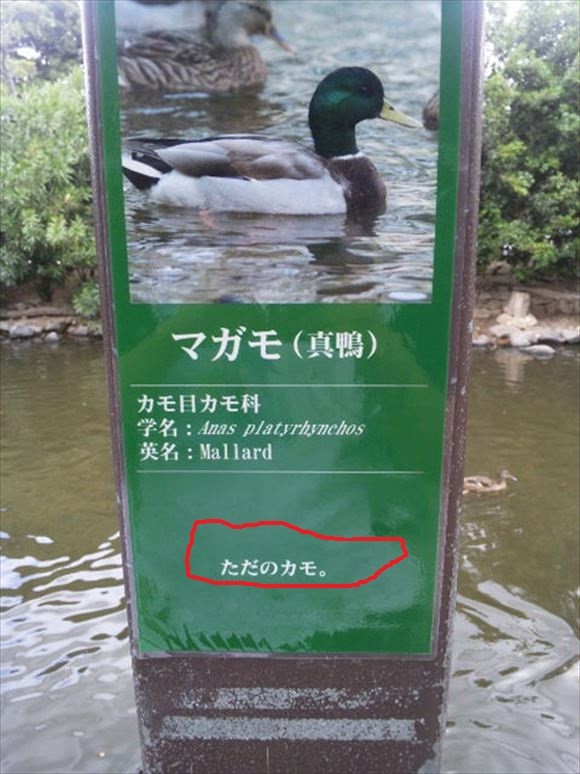 マガモ（真鴨）
カモ目カモ科
学名：Anas platyrhynchos
英名：Mallard
ただのカモ。